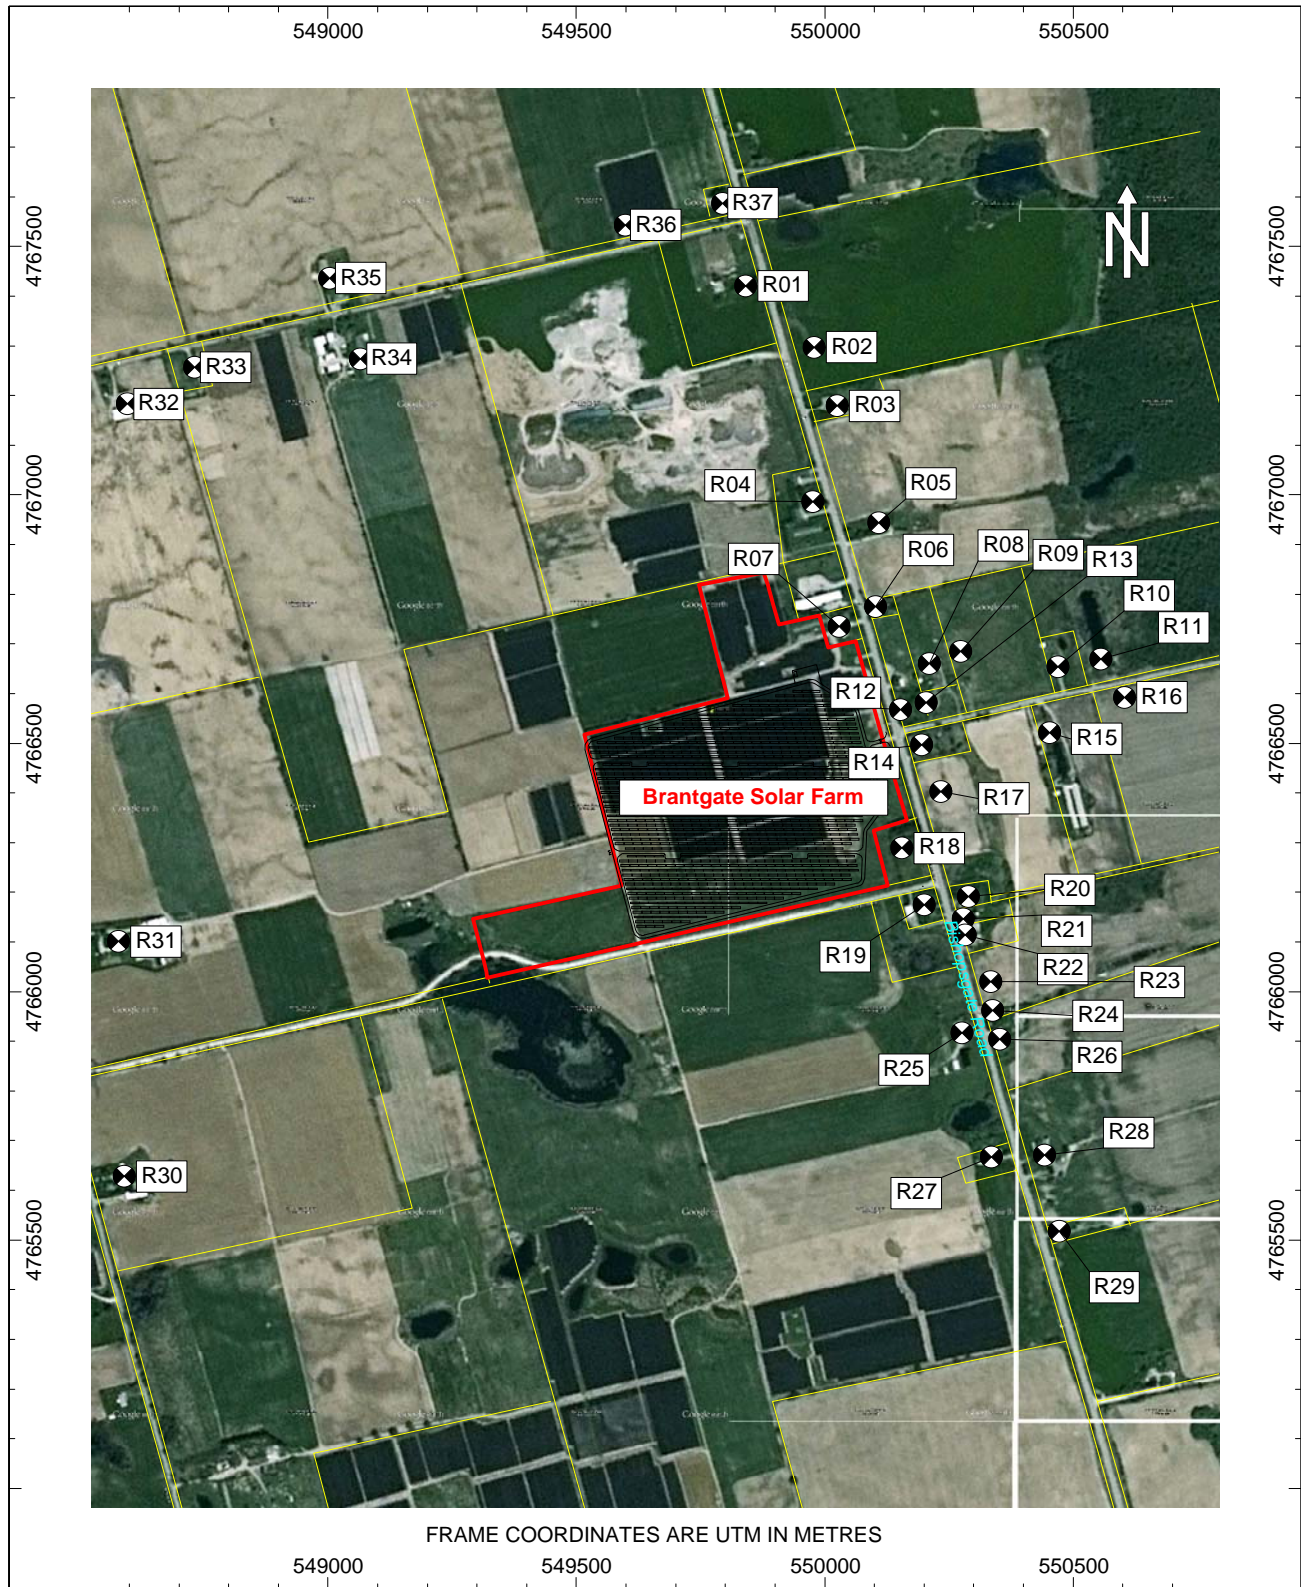 549000 549500 550000 550500
4767500 4767500
4767000 4767000
4766500 4766500
4766000 4766000
4765500 4765500
N
R37
R36
R35
R01
R02
R34
R33
R32
R03
R04
R05
R06
R07
R08
R09
R13
R10
R11
R12
R16
R15
R14
Brantgate Solar Farm
R17
R18
R20
R21
R19
R22
R23
R24
R25
R26
R31
R30
R28
R27
R29
Google earth
FRAME COORDINATES ARE UTM IN METRES
549000 549500 550000 550500